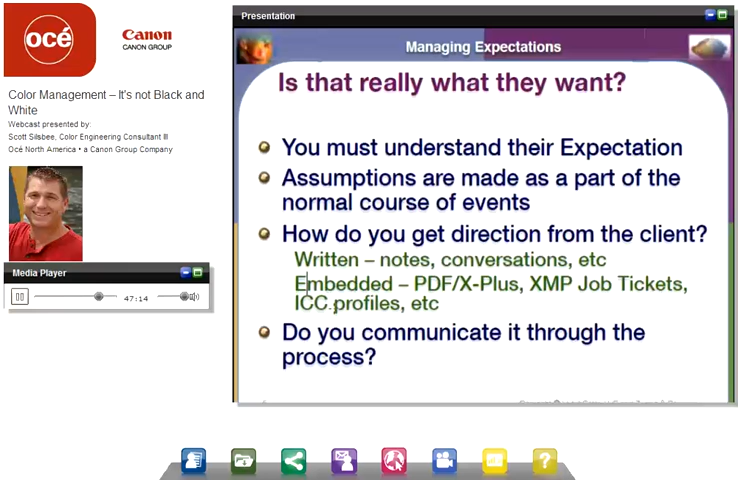 océ
Canon
CANON GROUP
Color Management – It's not Black and
White
Webcast presented by:
Scott Silsbee, Color Engineering Consultant III
Océ North America • a Canon Group Company
Media Player
47:14
Presentation
Managing Expectations
Is that really what they want?
You must understand their Expectation
Assumptions are made as a part of the
normal course of events
How do you get direction from the client?
Written – notes, conversations, etc
Embedded – PDF/X-Plus, XMP Job Tickets,
ICC profiles, etc
Do you communicate it through the
process?
?